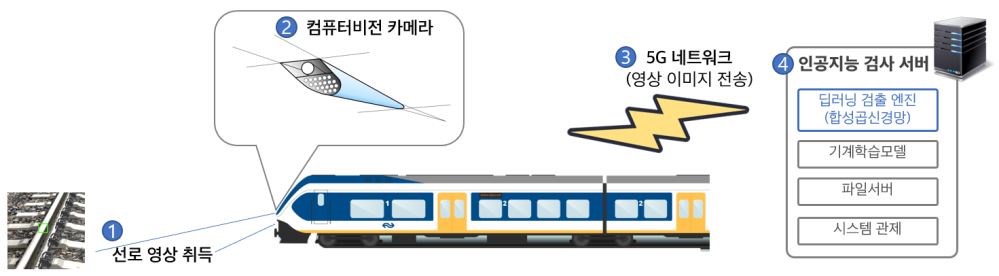 1
선로 영상 취득
2 컴퓨터비전 카메라
1
2
2
3 5G 네트워크
(영상 이미지 전송)
4 인공지능 검사 서버
딥러닝 검출 엔진
(합성곱신경망)
기계학습모델
파일서버
시스템 관제